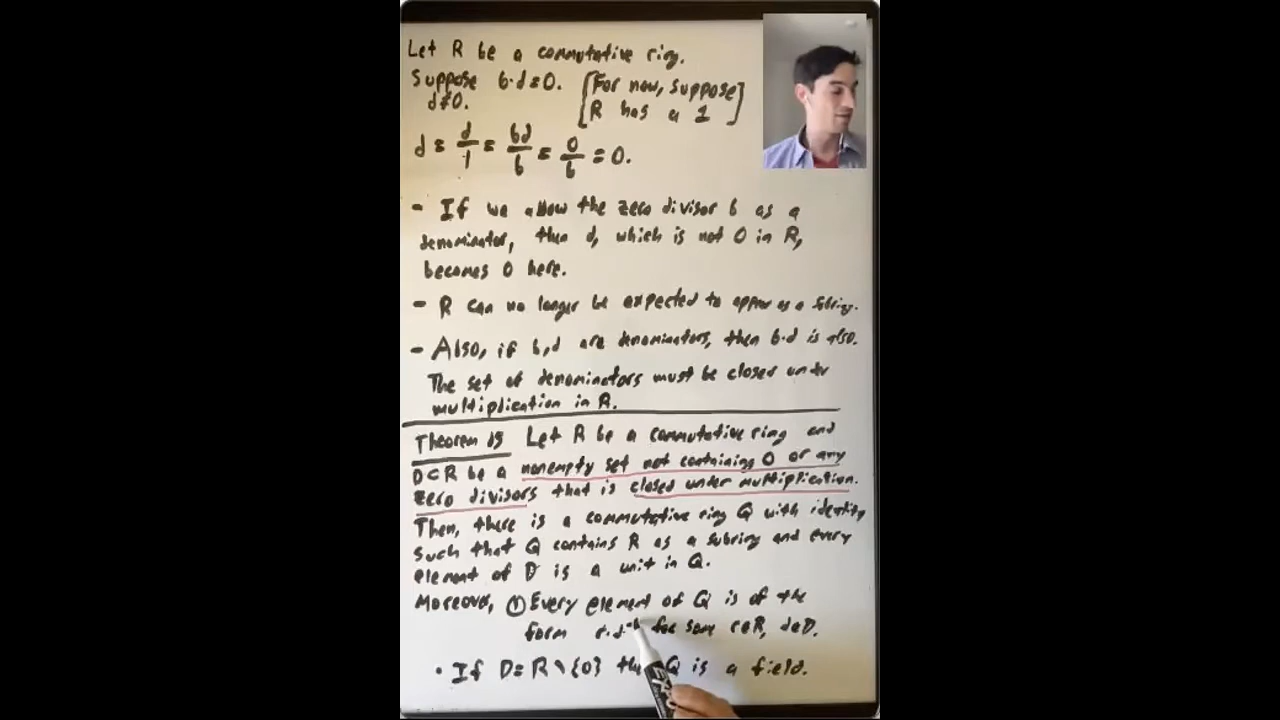 Let R be a commutative ring.
Suppose b·d=0. [For now, suppose
d≠0. R has a 1]
d = d/1 = bd/b = 0/b = 0.
- If we allow the zero divisor b as a
denominator, then d, which is not 0 in R,
becomes 0 here.
- R can no longer be expected to appear as a subring.
- Also, if b,d are denominators, then b·d is also.
The set of denominators must be closed under
multiplication in R.
Theorem 15 Let R be a commutative ring and
D⊂R be a nonempty set not containing 0 or any
zero divisors that is closed under multiplication.
Then, there is a commutative ring Q with identity
such that Q contains R as a subring and every
element of D is a unit in Q.
Moreover, ① Every element of Q is of the
form r·d⁻¹ for some r∈R, d∈D.
• If D=R\{0} Q is a field.